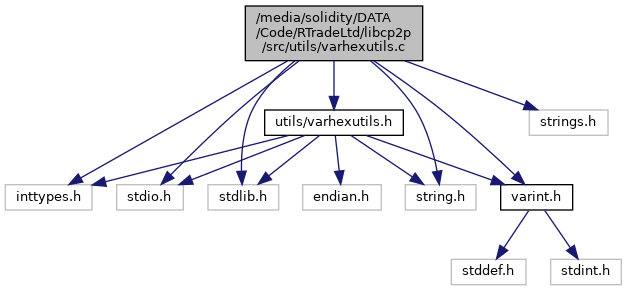 /media/solidity/DATA
/Code/RTradeLtd/libcp2p
/src/utils/varhexutils.c
utils/varhexutils.h
strings.h
inttypes.h
stdio.h
stdlib.h
endian.h
string.h
varint.h
stddef.h
stdint.h